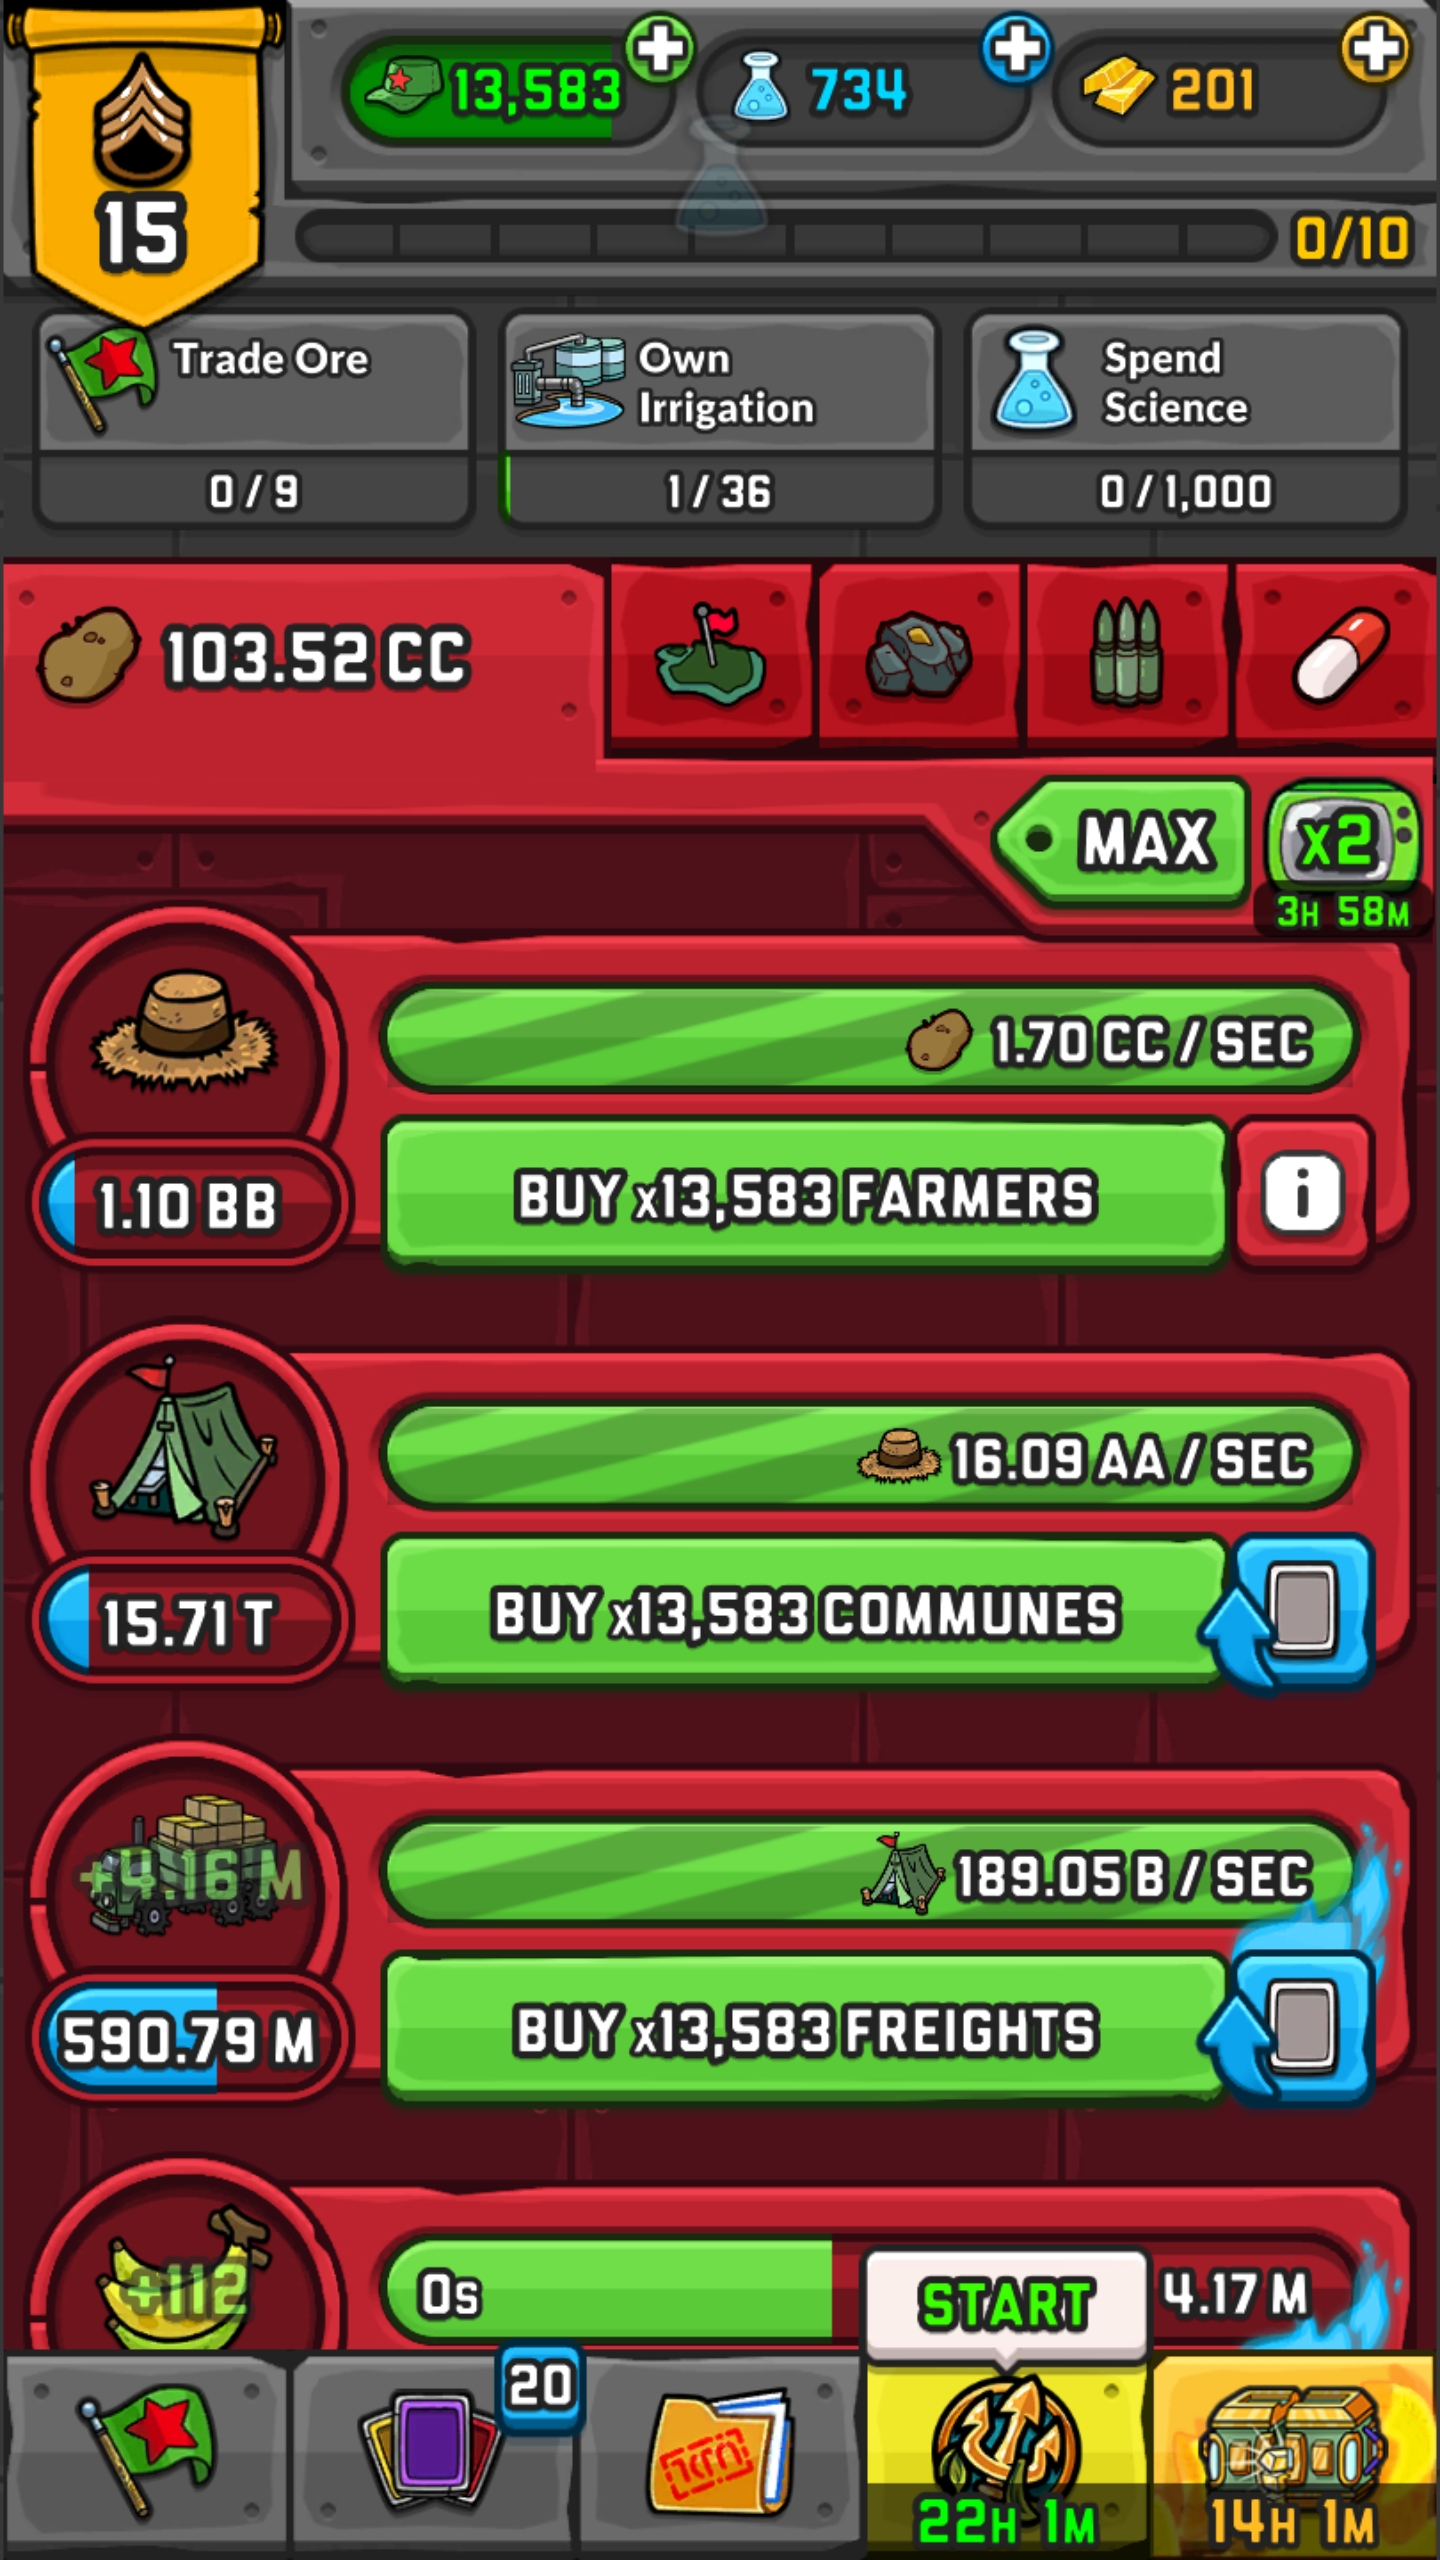 13,583
734
201
15
0/10
Trade Ore
0 / 9
Own
Irrigation
1 / 36
Spend
Science
0 / 1,000
103.52 CC
MAX
x2
3H 58M
1.70 CC / SEC
1.10 BB
BUY x13,583 FARMERS
i
16.09 AA / SEC
15.71 T
BUY x13,583 COMMUNES
+4.16 M
189.05 B / SEC
590.79 M
BUY x13,583 FREIGHTS
+112
0s
4.17 M
START
20
22H 1M
14H 1M